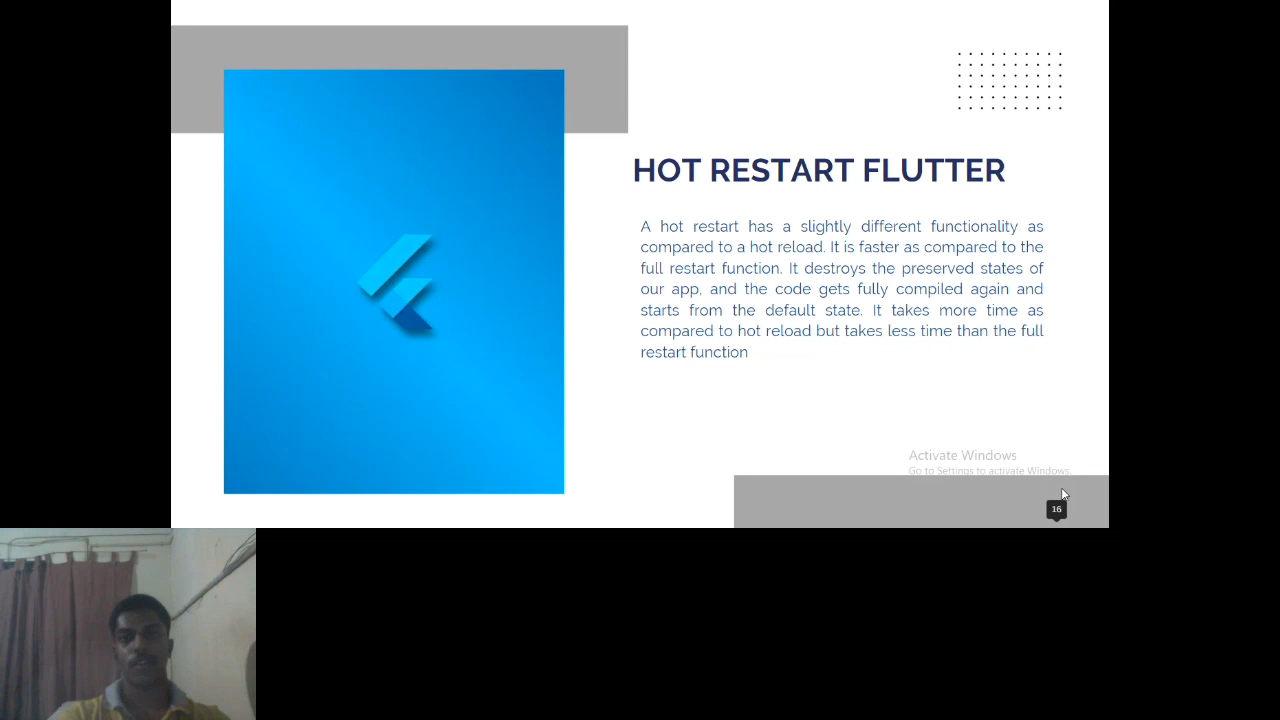 HOT RESTART FLUTTER
A hot restart has a slightly different functionality as
compared to a hot reload. It is faster as compared to the
full restart function. It destroys the preserved states of
our app, and the code gets fully compiled again and
starts from the default state. It takes more time as
compared to hot reload but takes less time than the full
restart function
Activate Windows
Go to Settings to activate Windows.
16